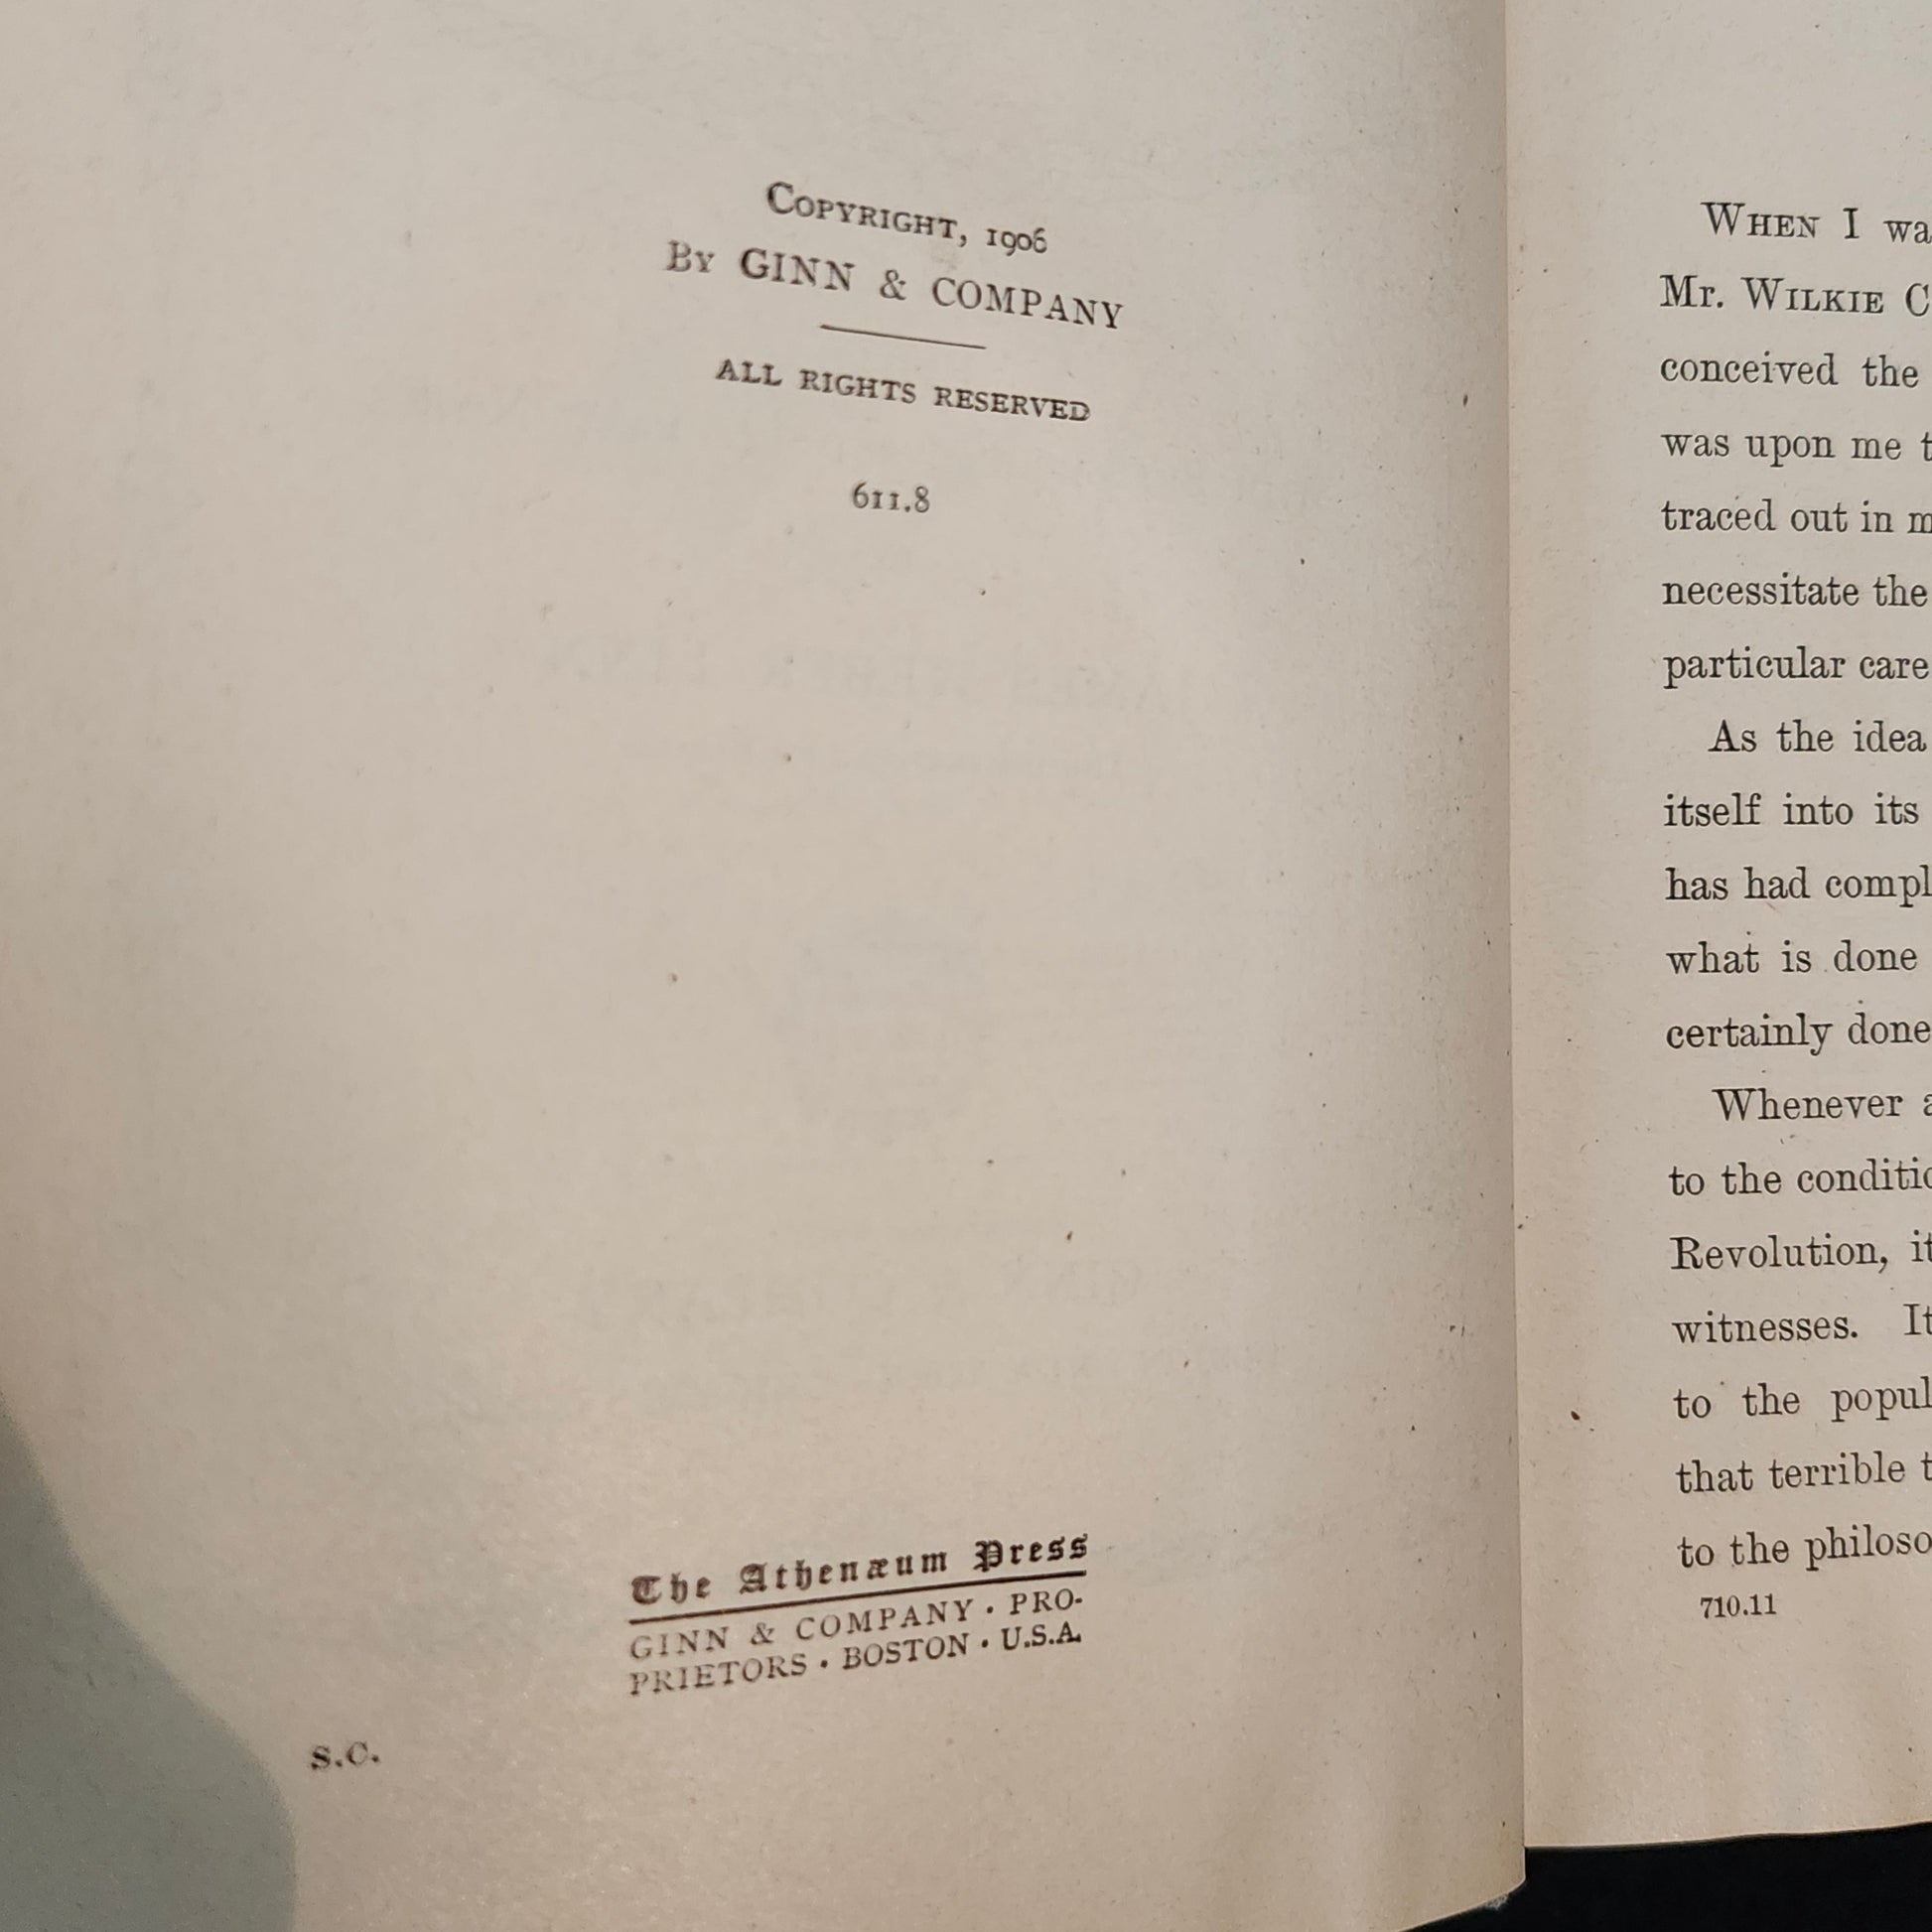 COPYRIGHT, 1906
BY GINN & COMPANY
ALL RIGHTS RESERVED
611.8
The Athenæum Press
GINN & COMPANY · PRO-
PRIETORS · BOSTON · U.S.A.
S.C.
WHEN I wa
Mr. WILKIE C
conceived the
was upon me t
traced out in m
necessitate the
particular care
As the idea
itself into its
has had compl
what is done
certainly done
Whenever a
to the conditio
Revolution, it
witnesses. It
to the popul
that terrible t
to the philoso
710.11